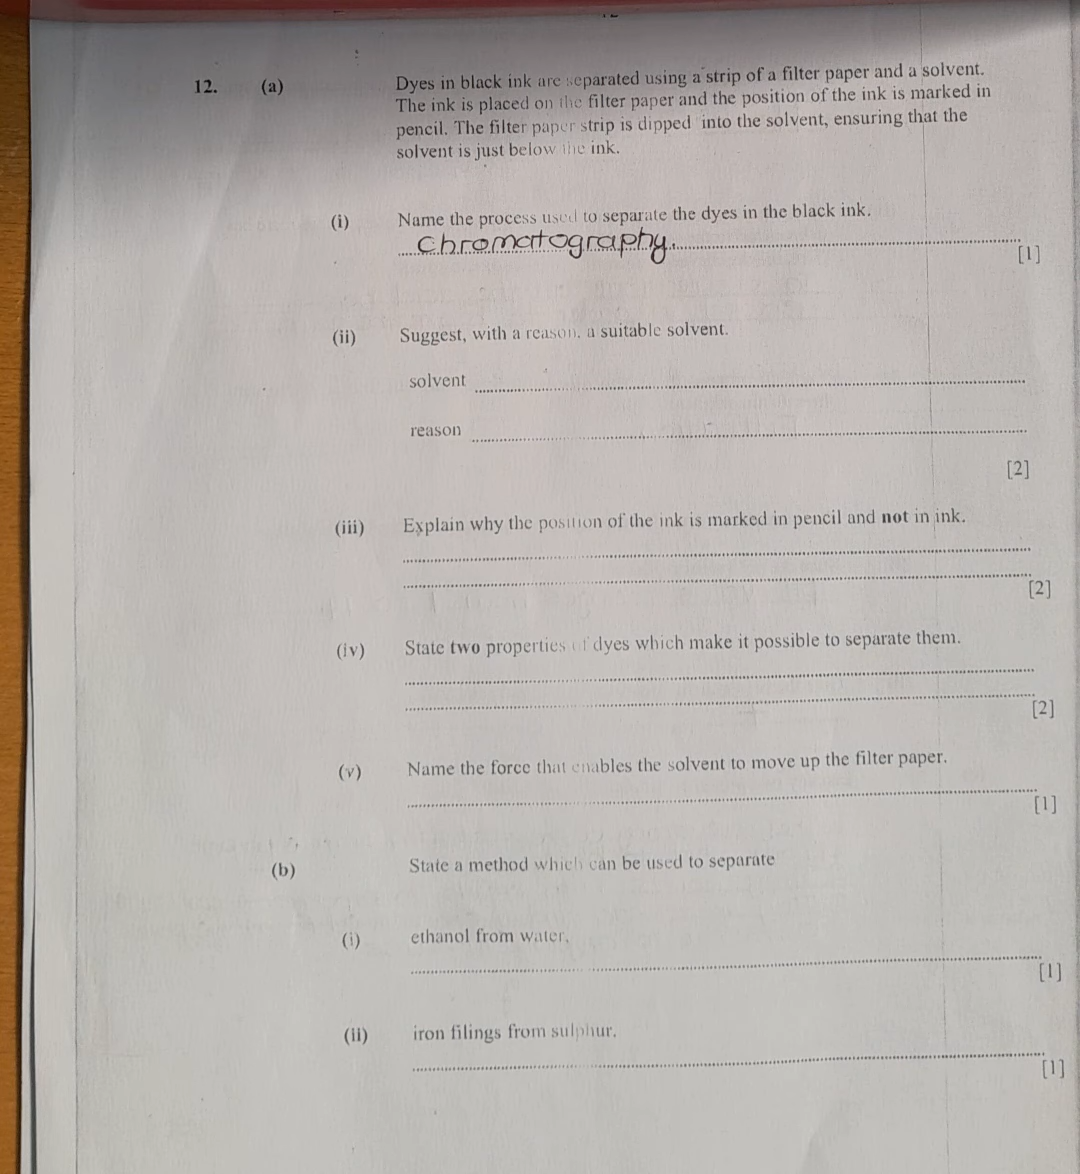 12. (a) Dyes in black ink are separated using a strip of a filter paper and a solvent.
The ink is placed on the filter paper and the position of the ink is marked in
pencil. The filter paper strip is dipped into the solvent, ensuring that the
solvent is just below the ink.
(i) Name the process used to separate the dyes in the black ink.
Chromatography
[1]
(ii) Suggest, with a reason, a suitable solvent.
solvent
reason
[2]
(iii) Explain why the position of the ink is marked in pencil and not in ink.
[2]
(iv) State two properties of dyes which make it possible to separate them.
[2]
(v) Name the force that enables the solvent to move up the filter paper.
[1]
(b) State a method which can be used to separate
(i) ethanol from water.
[1]
(ii) iron filings from sulphur.
[1]